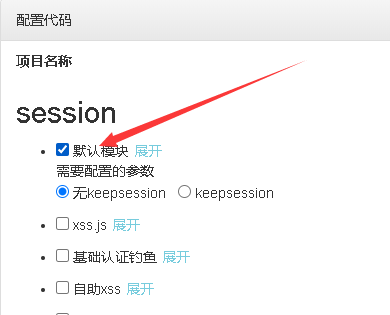 配置代码
项目名称
session
默认模块 展开
需要配置的参数
无keepsession keepsession
xss.js 展开
基础认证钓鱼 展开
自助xss 展开